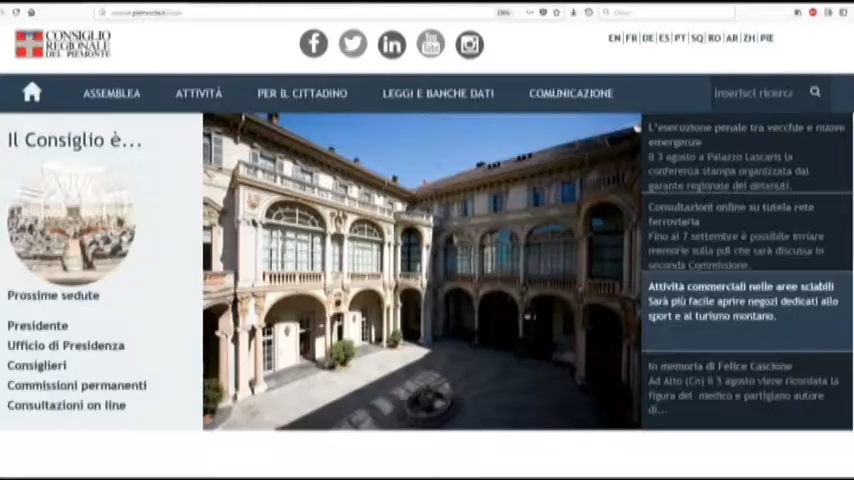 CONSIGLIO
REGIONALE
DEL PIEMONTE
You
Tube
EN|FR|DE|ES|PT|SQ|RO|AR|ZH|PIE
ASSEMBLEA
ATTIVITÀ
PER IL CITTADINO
LEGGI E BANCHE DATI
COMUNICAZIONE
Inserisci ricerca
Il Consiglio è...
Prossime sedute
Presidente
Ufficio di Presidenza
Consiglieri
Commissioni permanenti
Consultazioni on line
L'esecuzione penale tra vecchie e nuove
emergenze
Il 3 agosto a Palazzo Lascaris la
conferenza stampa organizzata dal
garante regionale dei detenuti.
Consultazioni online su tutela rete
ferroviaria
Fino al 7 settembre è possibile inviare
memorie sulla pdl che sarà discussa in
seconda Commissione.
Attività commerciali nelle aree sciabili
Sarà più facile aprire negozi dedicati allo
sport e al turismo montano.
In memoria di Felice Cascione
Ad Alto (Cn) il 5 agosto viene ricordata la
figura del medico e partigiano autore
di...